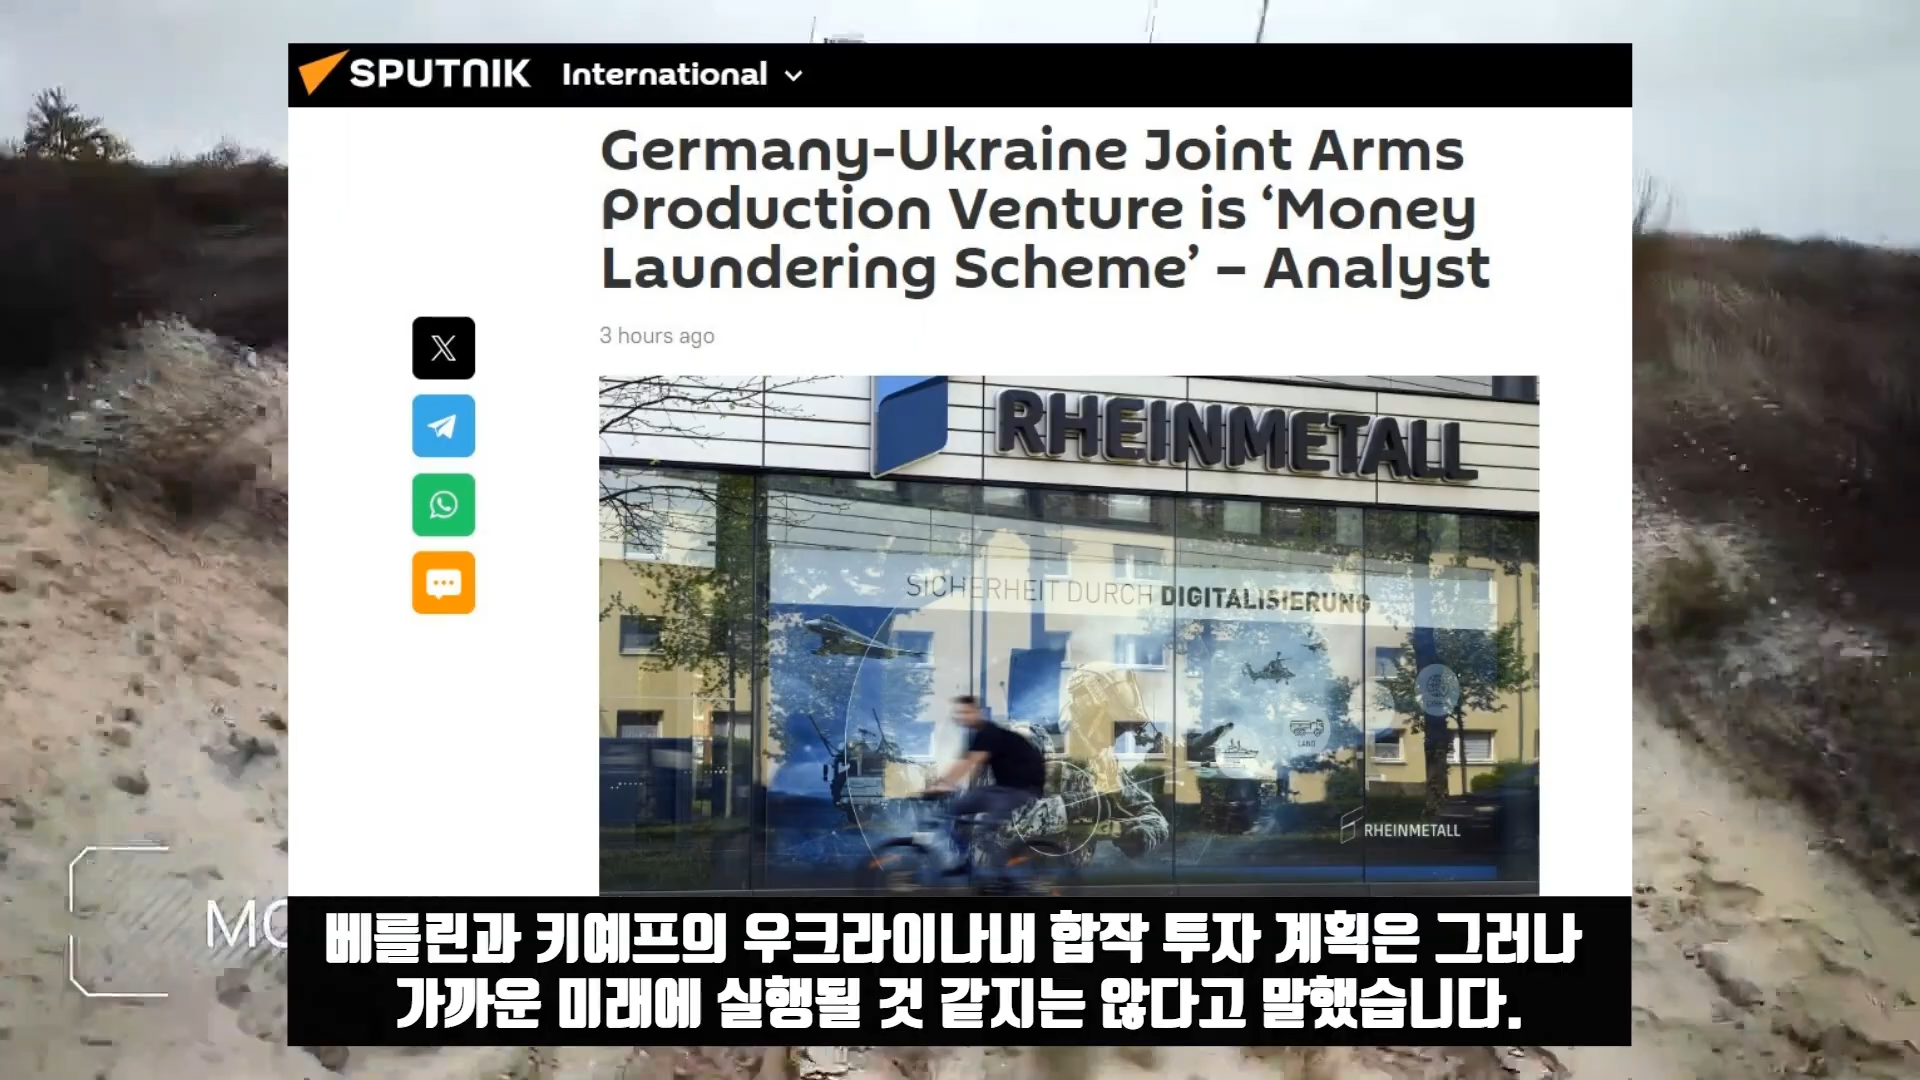 SPUTNIK International
Germany-Ukraine Joint Arms
Production Venture is ‘Money
Laundering Scheme’ – Analyst
3 hours ago
RHEINMETALL
SICHERHEIT DURCH DIGITALISIERUNG
LAND
RHEINMETALL
MO
베를린과 키예프의 우크라이나내 합작 투자 계획은 그러나
가까운 미래에 실행될 것 같지는 않다고 말했습니다.